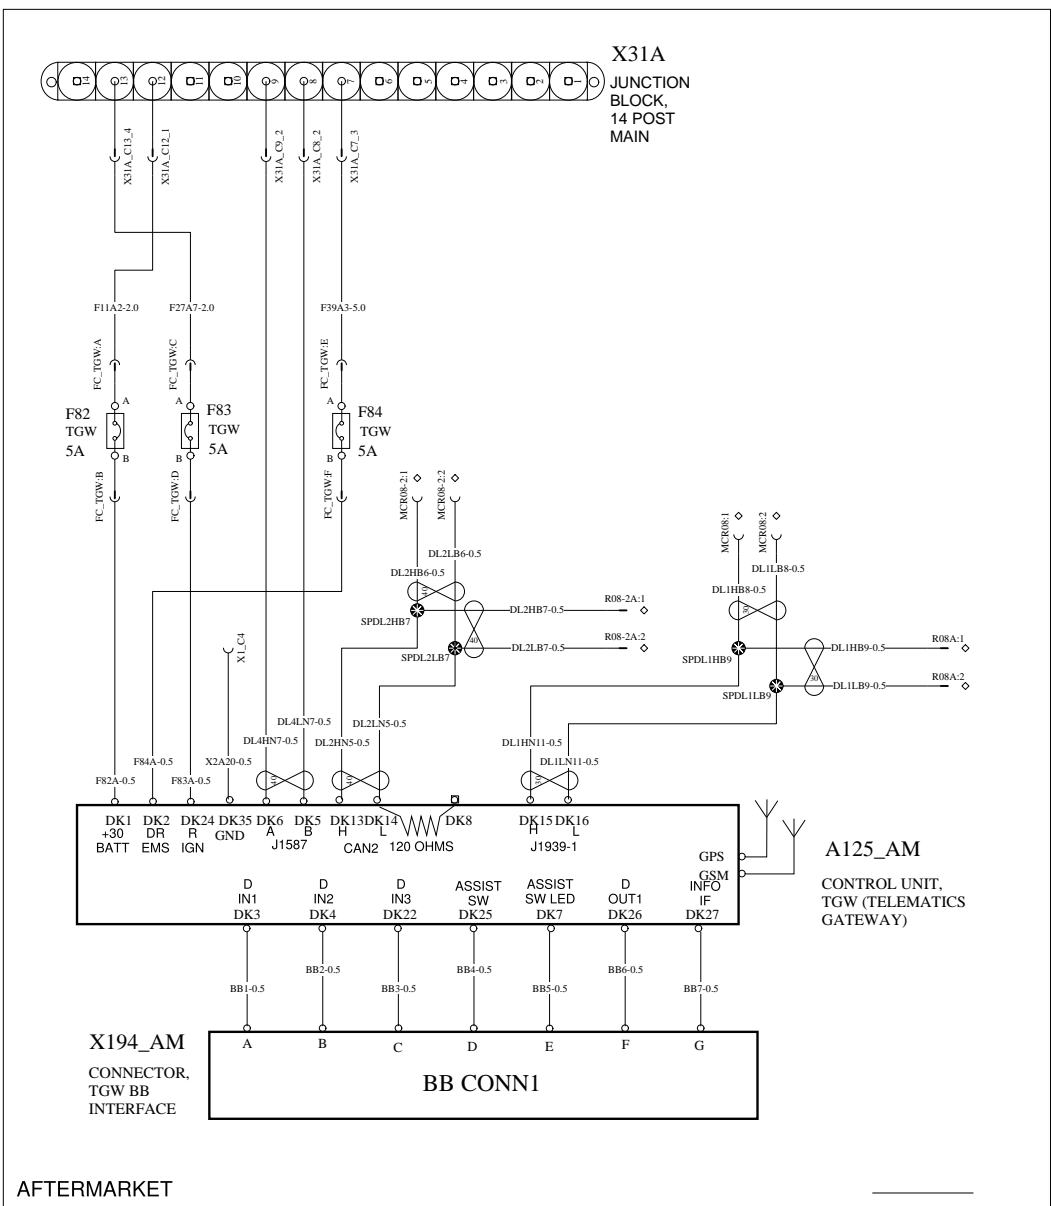 X31A
JUNCTION
BLOCK,
14 POST
MAIN
14 13 12 11 10 9 8 7 6 5 4 3 2 1
X31A_C13_4
X31A_C12_1
X31A_C9_2
X31A_C8_2
X31A_C7_3
F11A2-2.0
F27A7-2.0
F39A3-5.0
FC_TGW:A
FC_TGW:C
FC_TGW:E
A
A
A
F82
TGW
5A
F83
TGW
5A
F84
TGW
5A
B
B
B
FC_TGW:B
FC_TGW:D
FC_TGW:F
MCR08-2:1
MCR08-2:2
MCR08:1
MCR08:2
DL2LB6-0.5
DL2HB6-0.5
DL1LB8-0.5
DL1HB8-0.5
40
30
R08-2A:1
DL2HB7-0.5
SPDL2HB7
40
R08-2A:2
DL2LB7-0.5
SPDL2LB7
R08A:1
DL1HB9-0.5
SPDL1HB9
30
R08A:2
DL1LB9-0.5
SPDL1LB9
X1_C4
DL4LN7-0.5
DL2LN5-0.5
DL4HN7-0.5
DL2HN5-0.5
DL1HN11-0.5
DL1LN11-0.5
F84A-0.5
X2A20-0.5
F82A-0.5
F83A-0.5
40
40
30
DK1
+30
BATT
DK2
DR
EMS
DK24
R
IGN
DK35
GND
DK6
A
DK5
B
J1587
DK13
H
DK14
L
CAN2
120 OHMS
DK8
DK15
H
DK16
L
J1939-1
GPS
GSM
A125_AM
CONTROL UNIT,
TGW (TELEMATICS
GATEWAY)
D
IN1
DK3
D
IN2
DK4
D
IN3
DK22
ASSIST
SW
DK25
ASSIST
SW LED
DK7
D
OUT1
DK26
INFO
IF
DK27
BB1-0.5
BB2-0.5
BB3-0.5
BB4-0.5
BB5-0.5
BB6-0.5
BB7-0.5
X194_AM
CONNECTOR,
TGW BB
INTERFACE
A B C D E F G
BB CONN1
AFTERMARKET